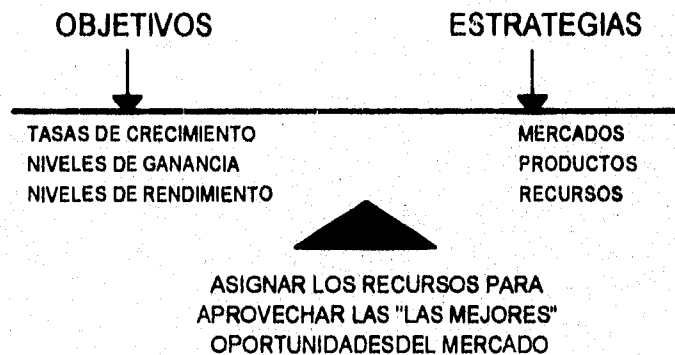 OBJETIVOS
ESTRATEGIAS
TASAS DE CRECIMIENTO
NIVELES DE GANANCIA
NIVELES DE RENDIMIENTO
MERCADOS
PRODUCTOS
RECURSOS
ASIGNAR LOS RECURSOS PARA
APROVECHAR LAS "LAS MEJORES"
OPORTUNIDADESDEL MERCADO